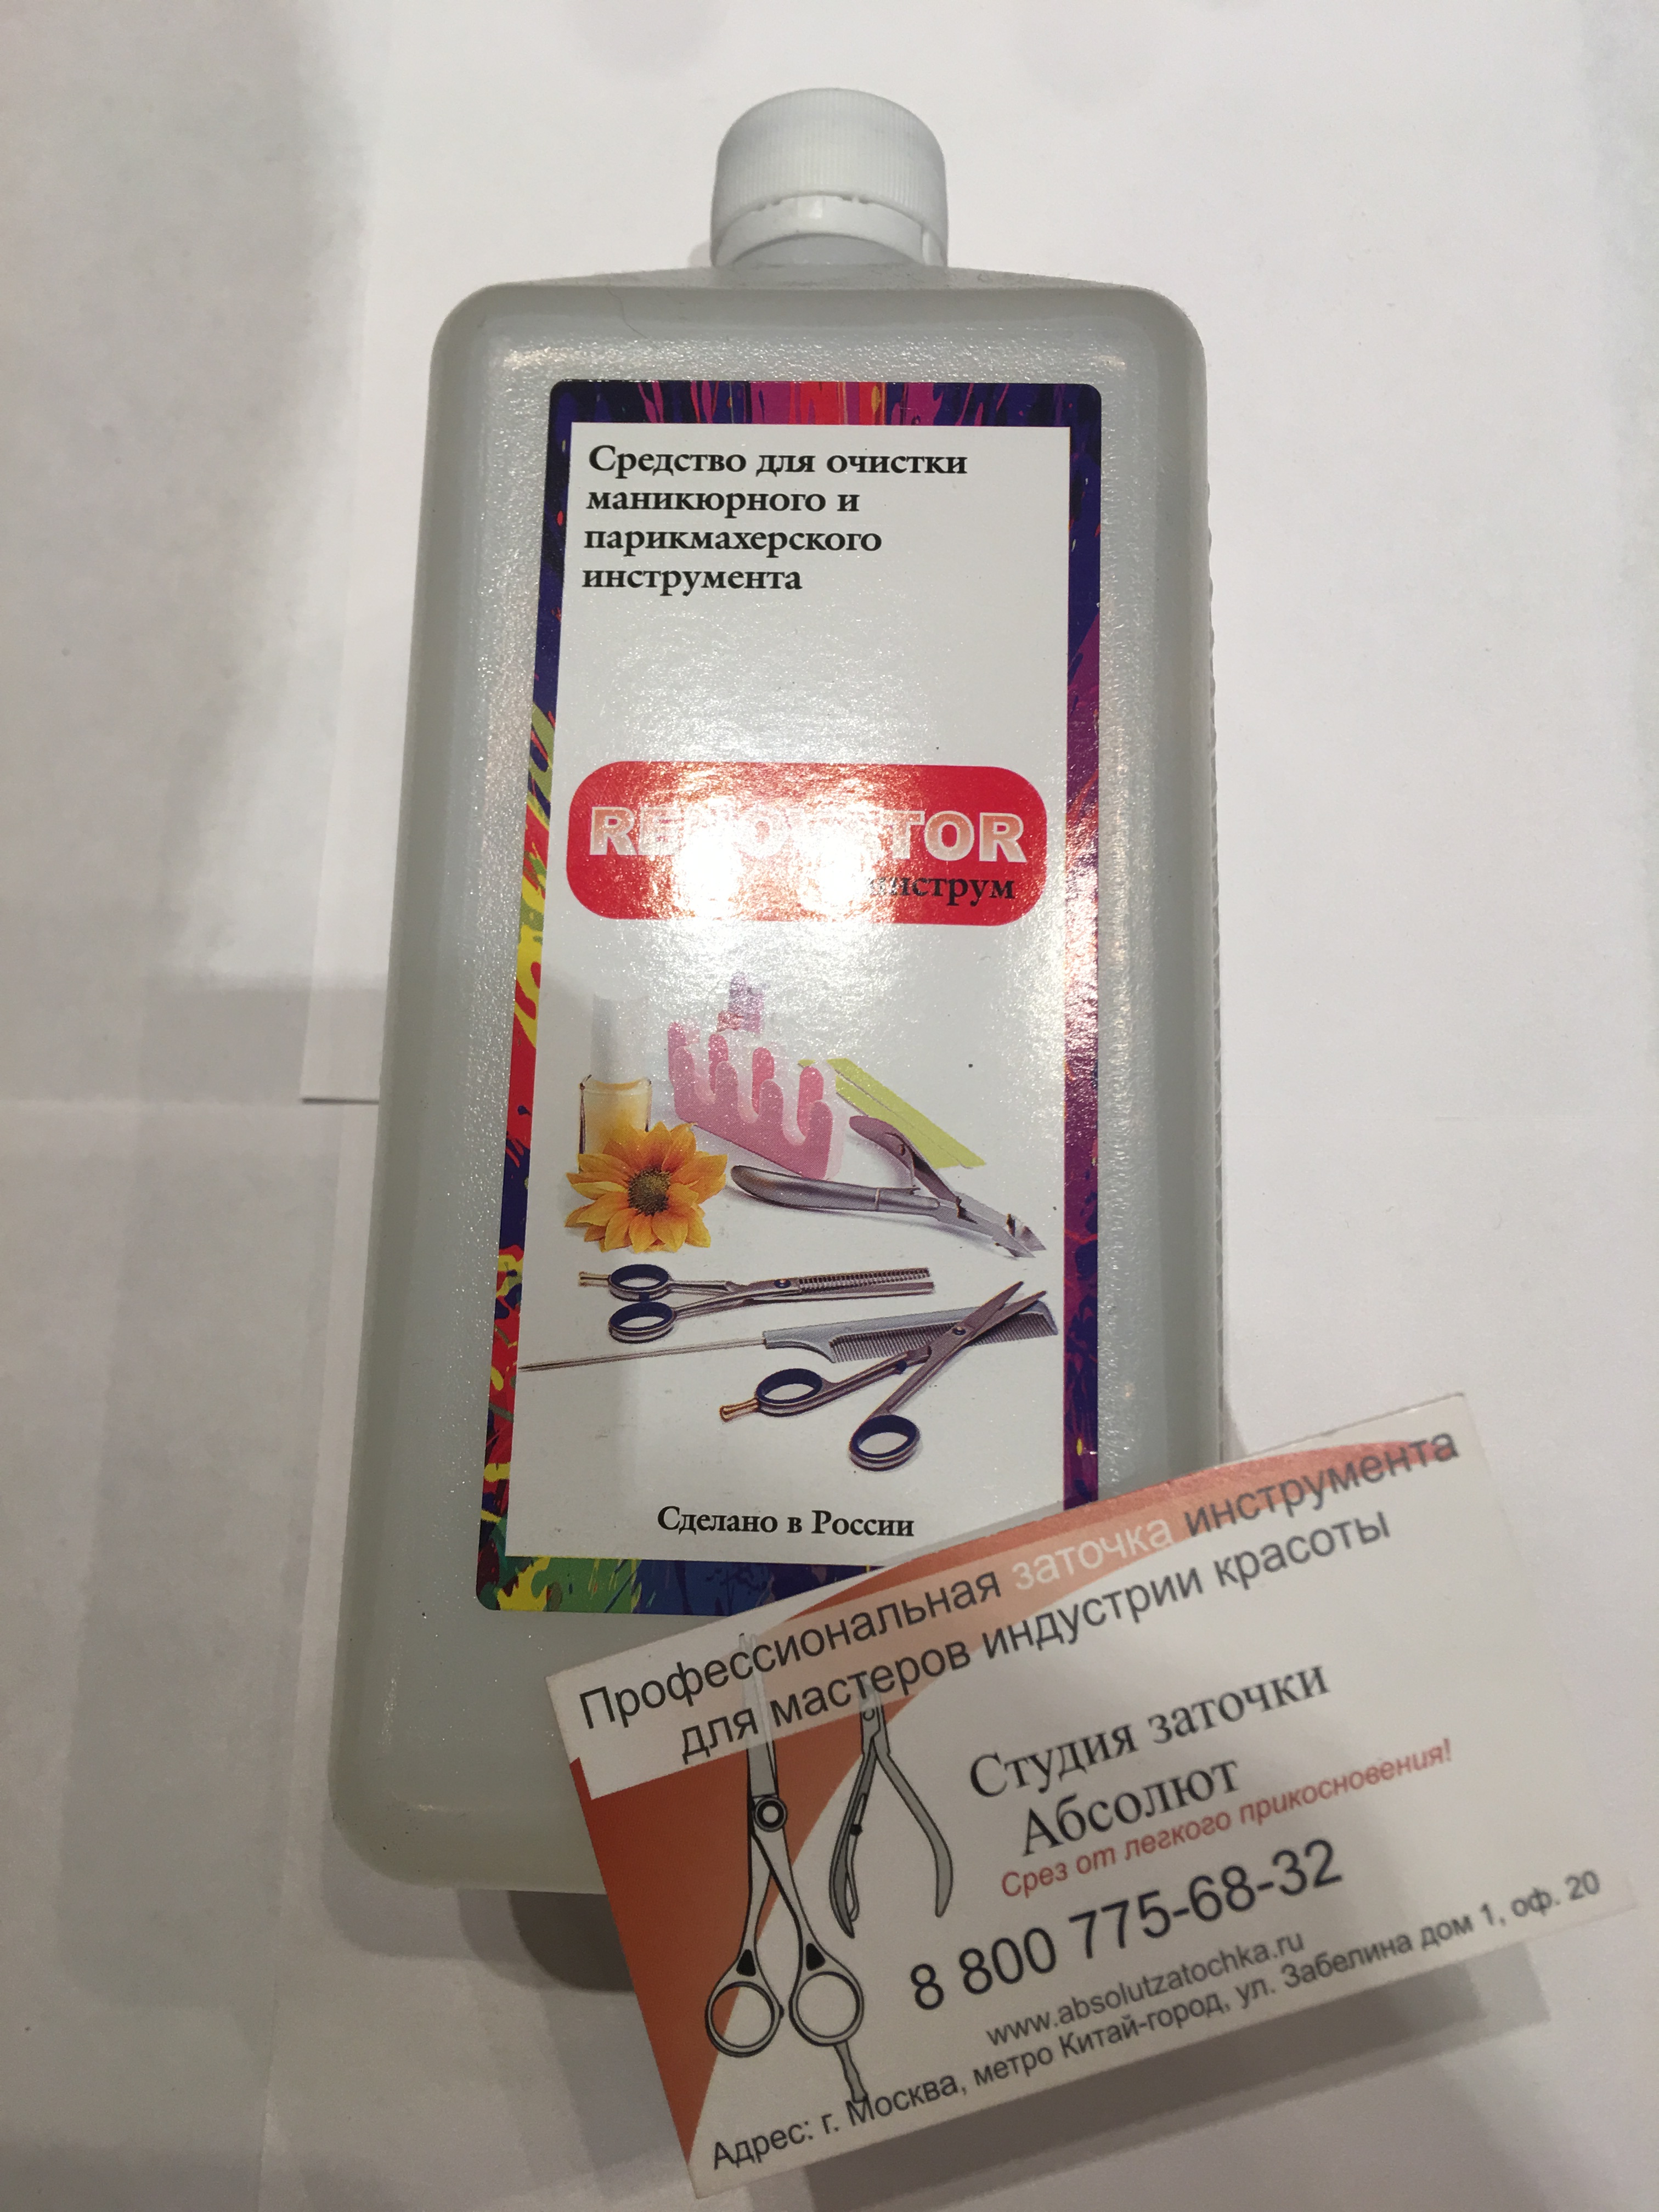 Средство для очистки
маникюрного и
парикмахерского
инструмента
инструм
Сделано в России
Профессиональная заточка инструмента
для мастеров индустрии красоты
Студия заточки
Абсолют
Срез от легкого прикосновения!
8 800 775-68-32
www.absolutzatochka.ru
Адрес: г. Москва, метро Китай-город, ул. Забелина дом 1, оф. 20